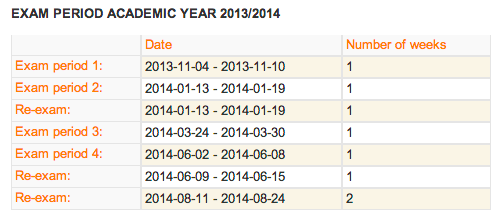 EXAM PERIOD ACADEMIC YEAR 2013/2014
Date Number of weeks
Exam period 1: 2013-11-04 - 2013-11-10 1
Exam period 2: 2014-01-13 - 2014-01-19 1
Re-exam: 2014-01-13 - 2014-01-19 1
Exam period 3: 2014-03-24 - 2014-03-30 1
Exam period 4: 2014-06-02 - 2014-06-08 1
Re-exam: 2014-06-09 - 2014-06-15 1
Re-exam: 2014-08-11 - 2014-08-24 2